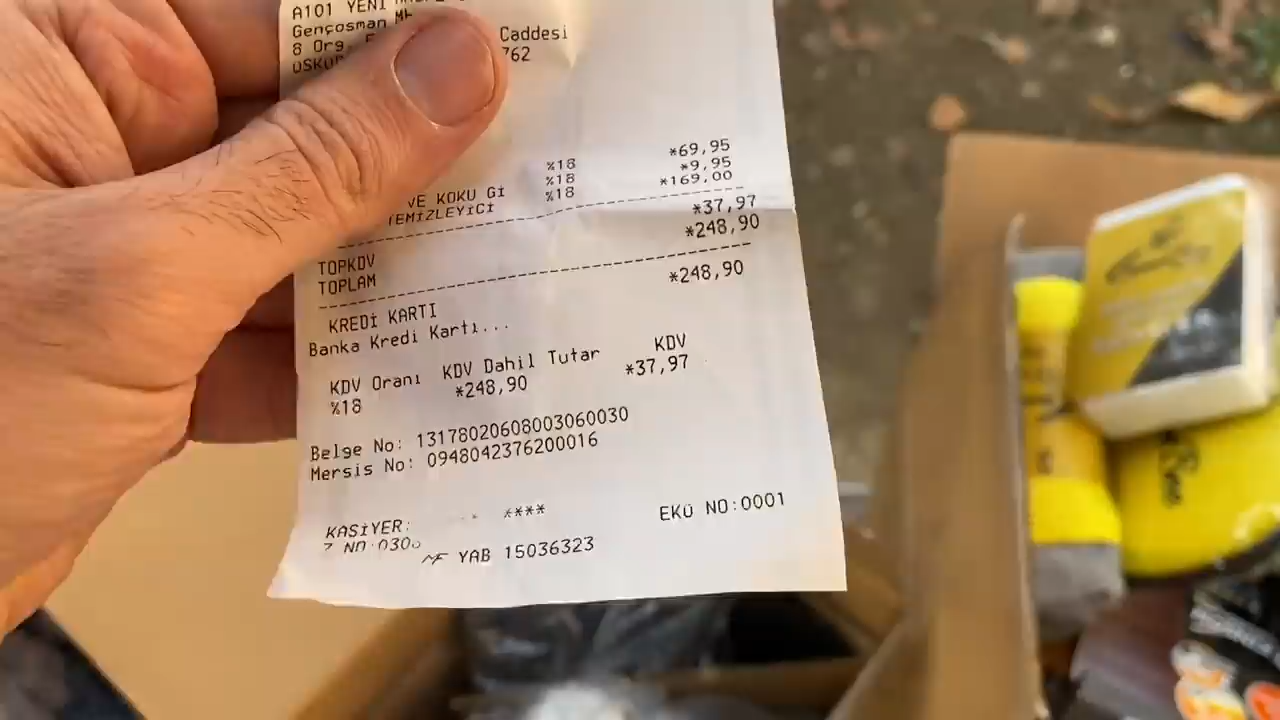 A101 YENİ
Gençosman Mh
8 Org. Caddesi
762
%18 *69,95
%18 *9,95
VE KOKU Gİ %18 *169,00
TEMİZLEYİCİ
TOPKDV *37,97
TOPLAM *248,90
KREDİ KARTI *248,90
Banka Kredi Kartı...
KDV Oranı KDV Dahil Tutar KDV
%18 *248,90 *37,97
Belge No: 13178020608003060030
Mersis No: 0948042376200016
KASİYER: **** EKÜ NO:0001
YAB 15036323